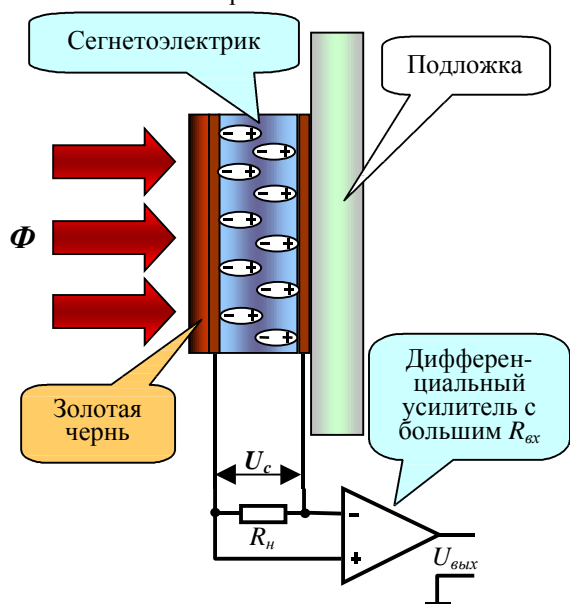 Сегнетоэлектрик
Подложка
Ф
Золотая
чернь
Дифферен-
циальный
усилитель с
большим Rвх
Uс
Rн
Uвых